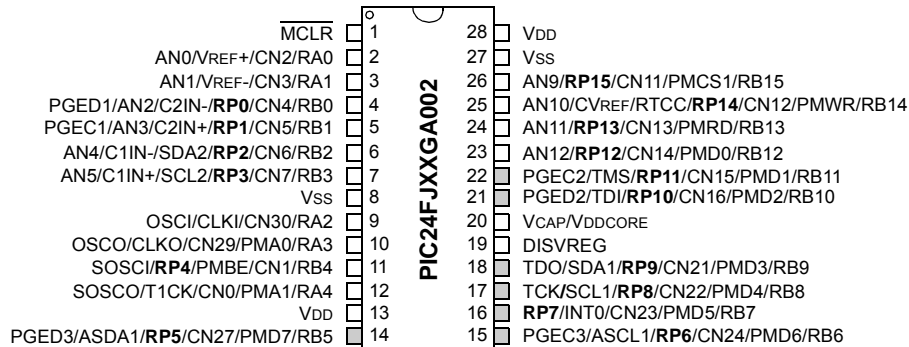 MCLR 1 28 VDD
AN0/VREF+/CN2/RA0 2 27 VSS
AN1/VREF-/CN3/RA1 3 26 AN9/RP15/CN11/PMCS1/RB15
PGED1/AN2/C2IN-/RP0/CN4/RB0 4 25 AN10/CVREF/RTCC/RP14/CN12/PMWR/RB14
PGEC1/AN3/C2IN+/RP1/CN5/RB1 5 24 AN11/RP13/CN13/PMRD/RB13
AN4/C1IN-/SDA2/RP2/CN6/RB2 6 23 AN12/RP12/CN14/PMD0/RB12
AN5/C1IN+/SCL2/RP3/CN7/RB3 7 22 PGEC2/TMS/RP11/CN15/PMD1/RB11
VSS 8 21 PGED2/TDI/RP10/CN16/PMD2/RB10
OSCI/CLKI/CN30/RA2 9 20 VCAP/VDDCORE
OSCO/CLKO/CN29/PMA0/RA3 10 19 DISVREG
SOSCI/RP4/PMBE/CN1/RB4 11 18 TDO/SDA1/RP9/CN21/PMD3/RB9
SOSCO/T1CK/CN0/PMA1/RA4 12 17 TCK/SCL1/RP8/CN22/PMD4/RB8
VDD 13 16 RP7/INT0/CN23/PMD5/RB7
PGED3/ASDA1/RP5/CN27/PMD7/RB5 14 15 PGEC3/ASCL1/RP6/CN24/PMD6/RB6
PIC24FJXXGA002